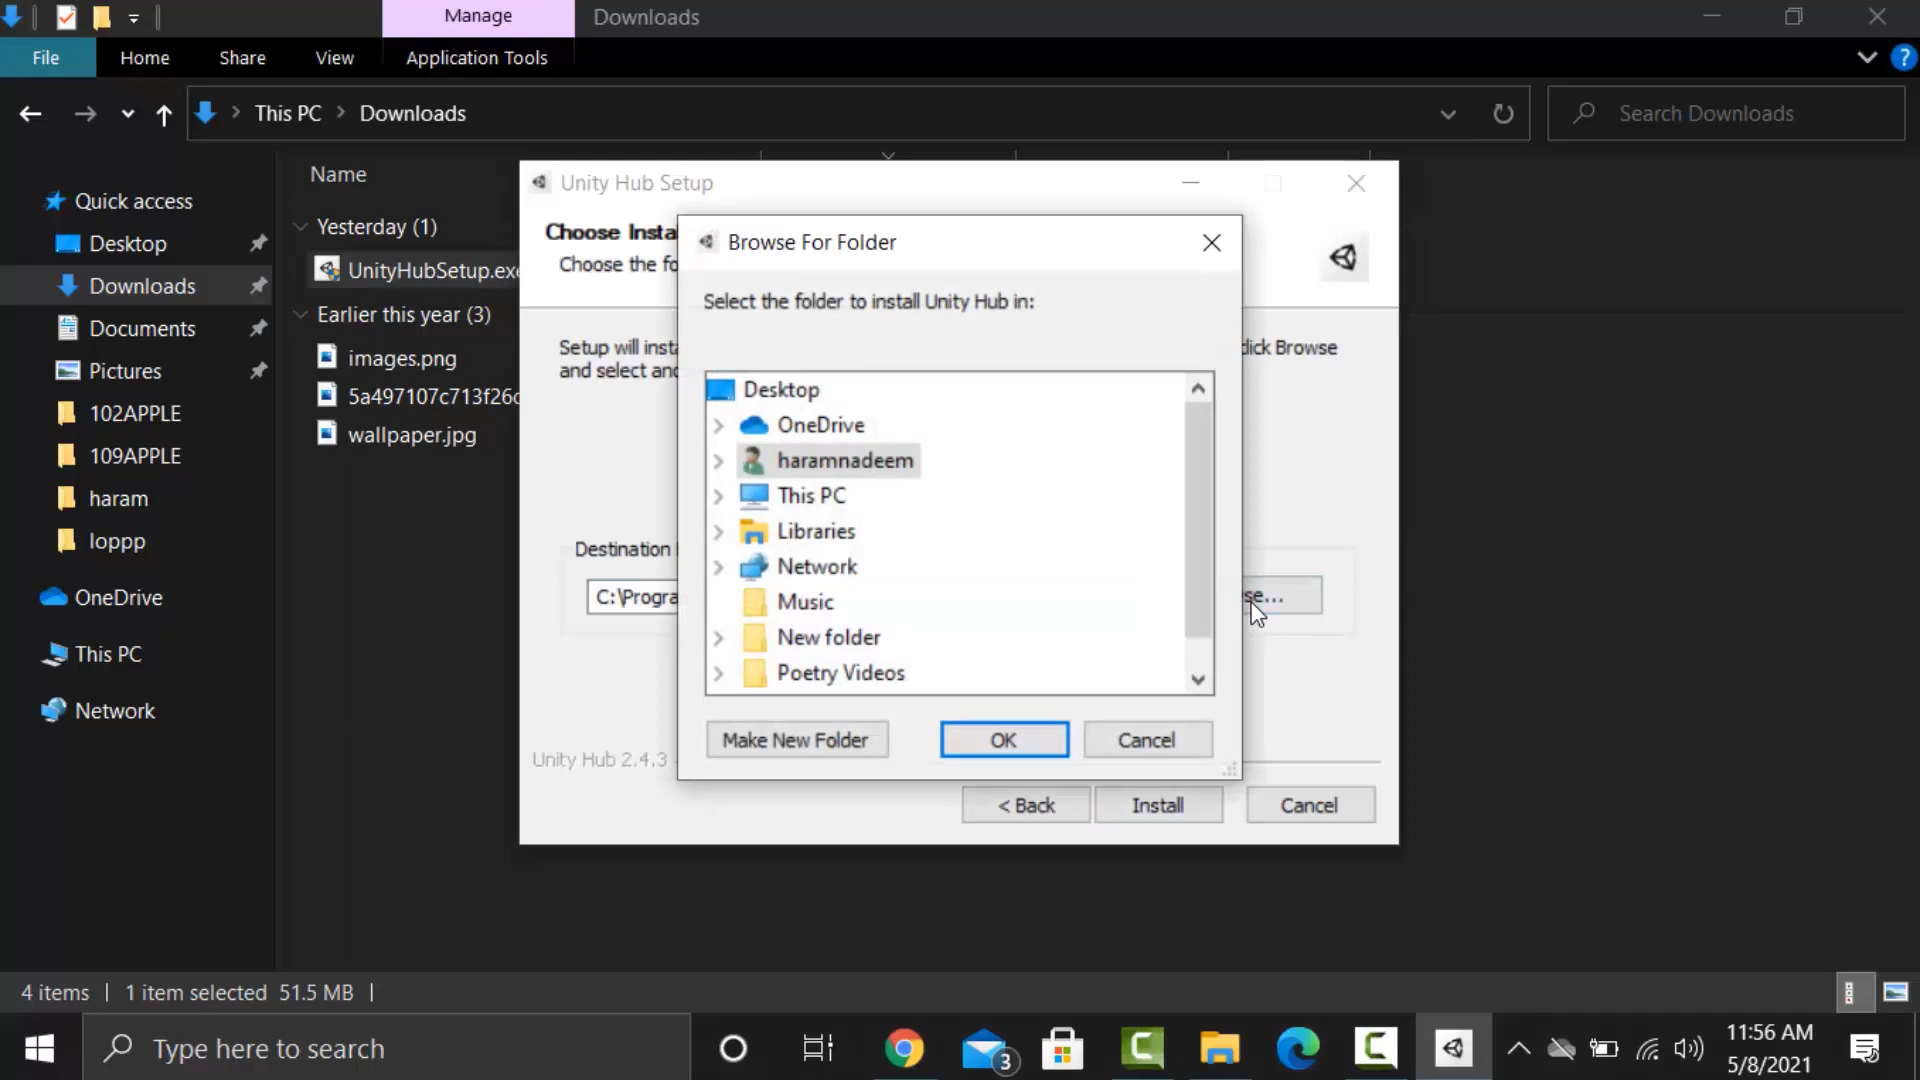 Manage
Downloads
File
Home
Share
View
Application Tools
This PC
Downloads
Search Downloads
Quick access
Desktop
Downloads
Documents
Pictures
102APPLE
109APPLE
haram
loppp
OneDrive
This PC
Network
Name
Yesterday (1)
UnityHubSetup.exe
Earlier this year (3)
images.png
5a497107c713f26
wallpaper.jpg
Unity Hub Setup
Choose Insta
Choose the fo
Setup will insta
click Browse
and select and
Destination
C:\Progra
se...
Unity Hub 2.4.3
< Back
Install
Cancel
Browse For Folder
Select the folder to install Unity Hub in:
Desktop
OneDrive
haramnadeem
This PC
Libraries
Network
Music
New folder
Poetry Videos
Make New Folder
OK
Cancel
4 items
1 item selected 51.5 MB
Type here to search
3
11:56 AM
5/8/2021